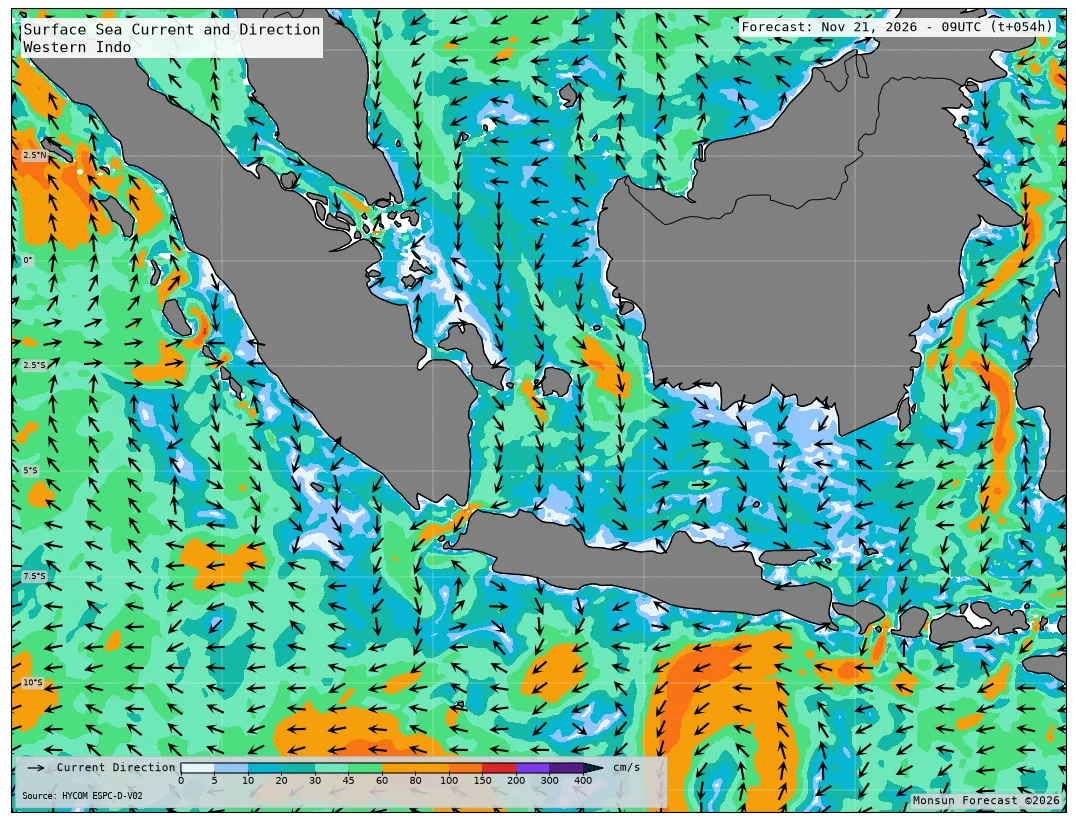 Surface Sea Current and Direction
Western Indo
Forecast: Nov 21, 2026 - 09UTC (t+054h)
2.5°N
0°
2.5°S
5°S
7.5°S
10°S
Current Direction
0 5 10 20 30 45 60 80 100 150 200 300 400 cm/s
Source: HYCOM ESPC-D-V02
Monsun Forecast ©2026